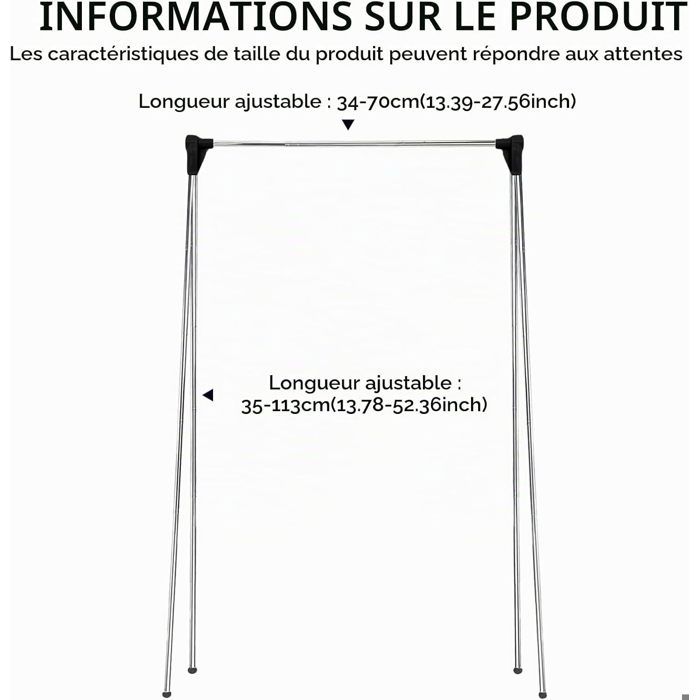 INFORMATIONS SUR LE PRODUIT
Les caractéristiques de taille du produit peuvent répondre aux attentes
Longueur ajustable : 34-70cm(13.39-27.56inch)
Longueur ajustable :
35-113cm(13.78-52.36inch)